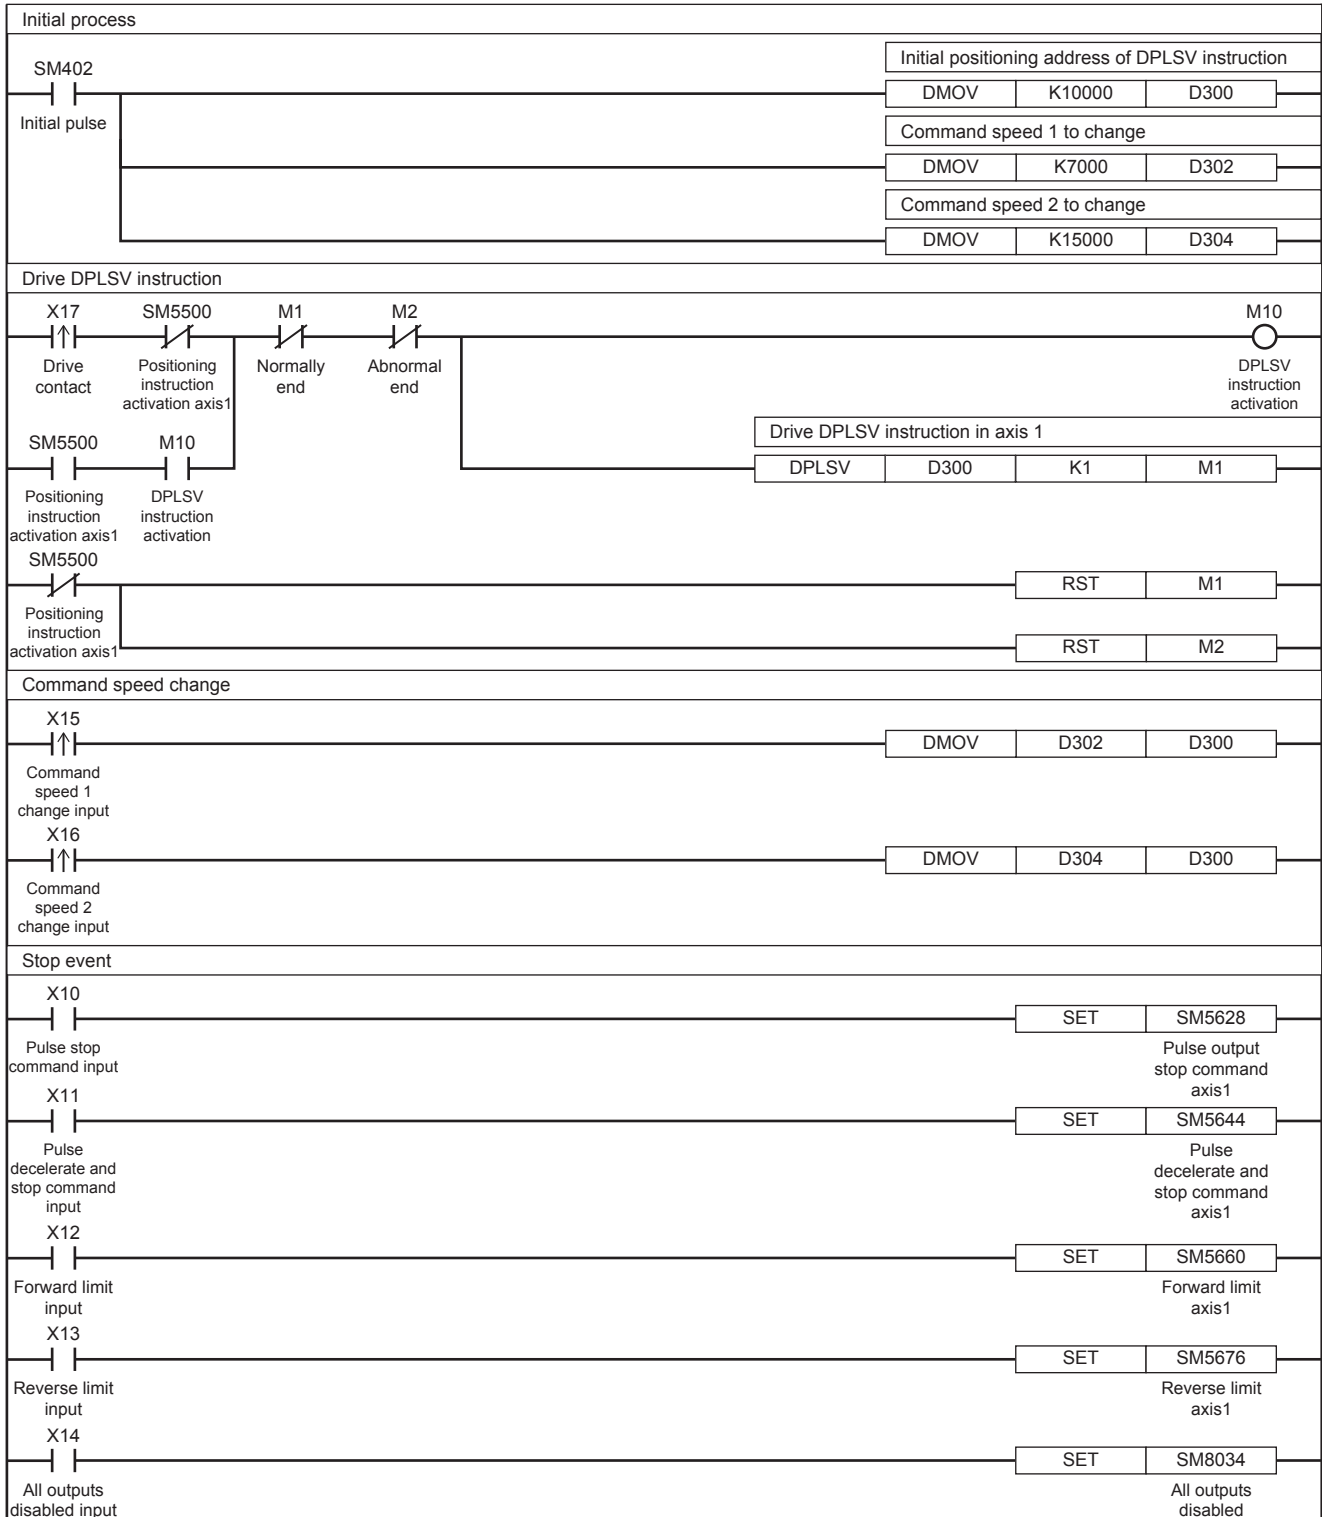 Initial process
Initial positioning address of DPLSV instruction
SM402
DMOV K10000 D300
Initial pulse
Command speed 1 to change
DMOV K7000 D302
Command speed 2 to change
DMOV K15000 D304
Drive DPLSV instruction
X17 SM5500 M1 M2 M10
Drive Positioning Normally Abnormal DPLSV
contact instruction end end instruction
activation axis1 activation
Drive DPLSV instruction in axis 1
SM5500 M10
DPLSV D300 K1 M1
Positioning DPLSV
instruction instruction
activation axis1 activation
SM5500
RST M1
Positioning
instruction
activation axis1
RST M2
Command speed change
X15
DMOV D302 D300
Command
speed 1
change input
X16
DMOV D304 D300
Command
speed 2
change input
Stop event
X10
SET SM5628
Pulse stop Pulse output
command input stop command
axis1
X11
SET SM5644
Pulse Pulse
decelerate and decelerate and
stop command stop command
input axis1
X12
SET SM5660
Forward limit Forward limit
input axis1
X13
SET SM5676
Reverse limit Reverse limit
input axis1
X14
SET SM8034
All outputs All outputs
disabled input disabled